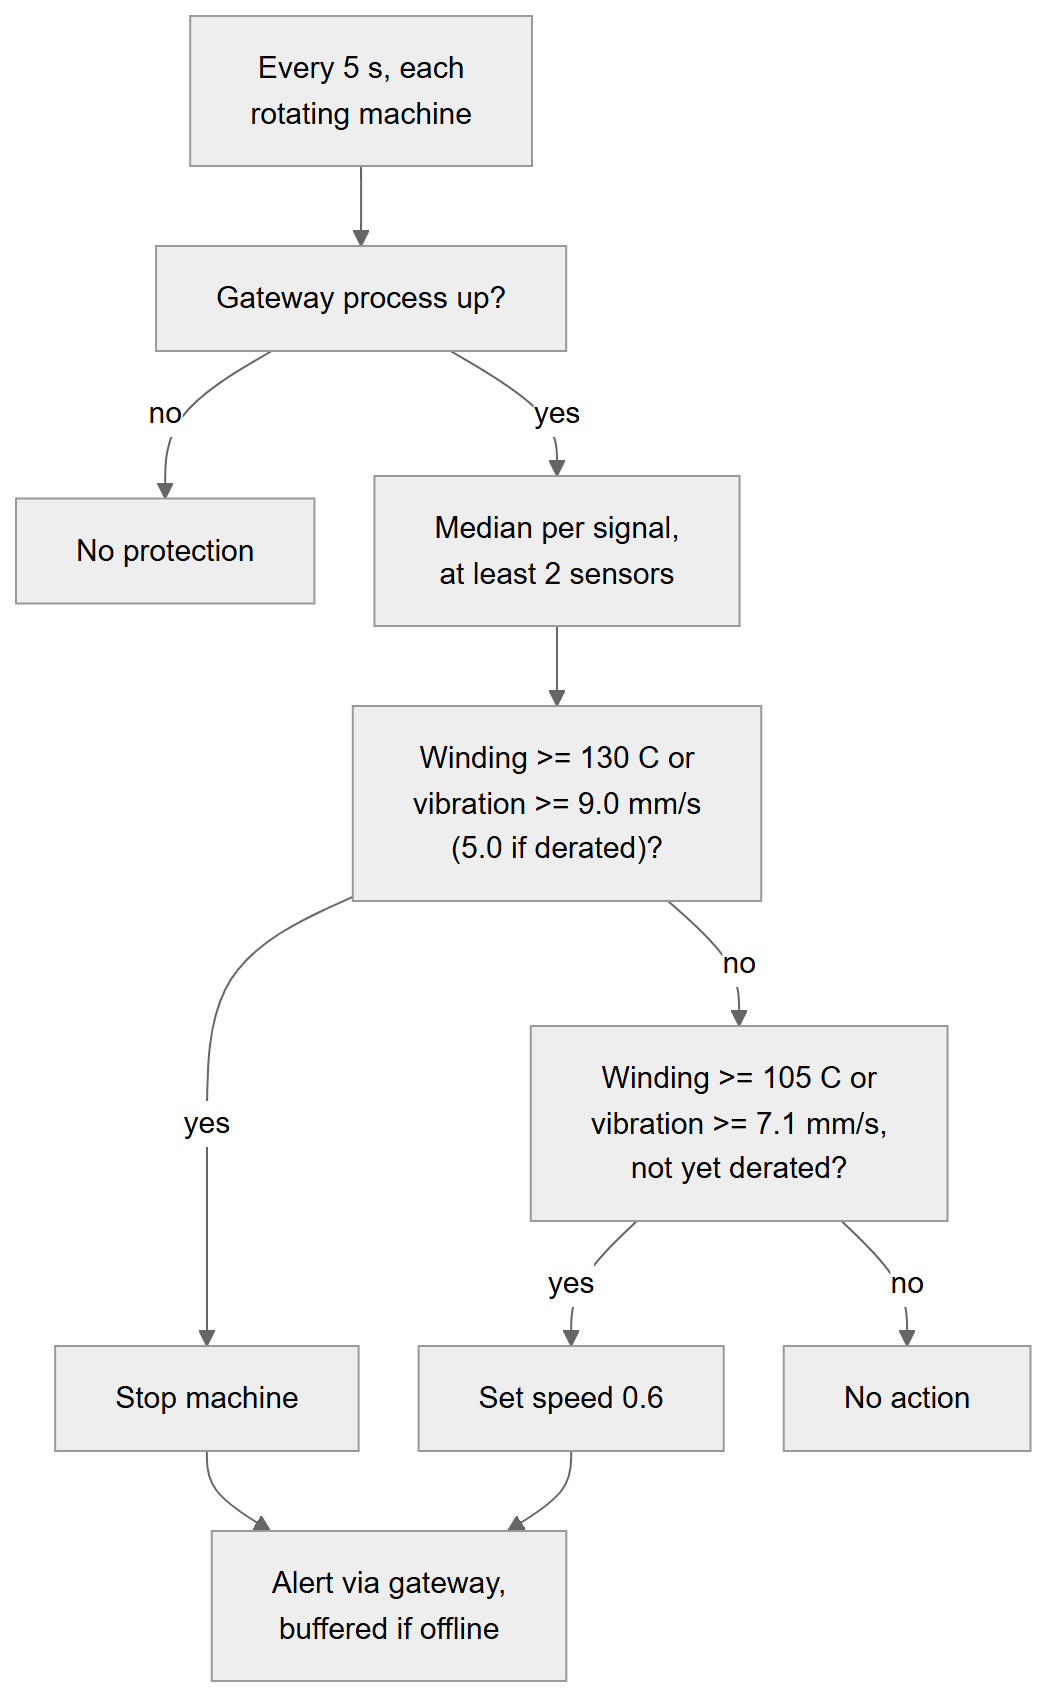 Every 5 s, each
rotating machine
Gateway process up?
no
yes
No protection
Median per signal,
at least 2 sensors
Winding >= 130 C or
vibration >= 9.0 mm/s
(5.0 if derated)?
no
Winding >= 105 C or
vibration >= 7.1 mm/s,
not yet derated?
yes
yes
no
Stop machine
Set speed 0.6
No action
Alert via gateway,
buffered if offline